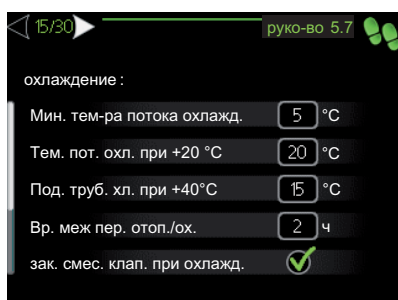 15/30 руко-во 5.7
охлаждение :
Мин. тем-ра потока охлажд. 5 °C
Тем. пот. охл. при +20 °C 20 °C
Под. труб. хл. при +40°C 15 °C
Вр. меж пер. отоп./ох. 2 ч
зак. смес. клап. при охлажд.